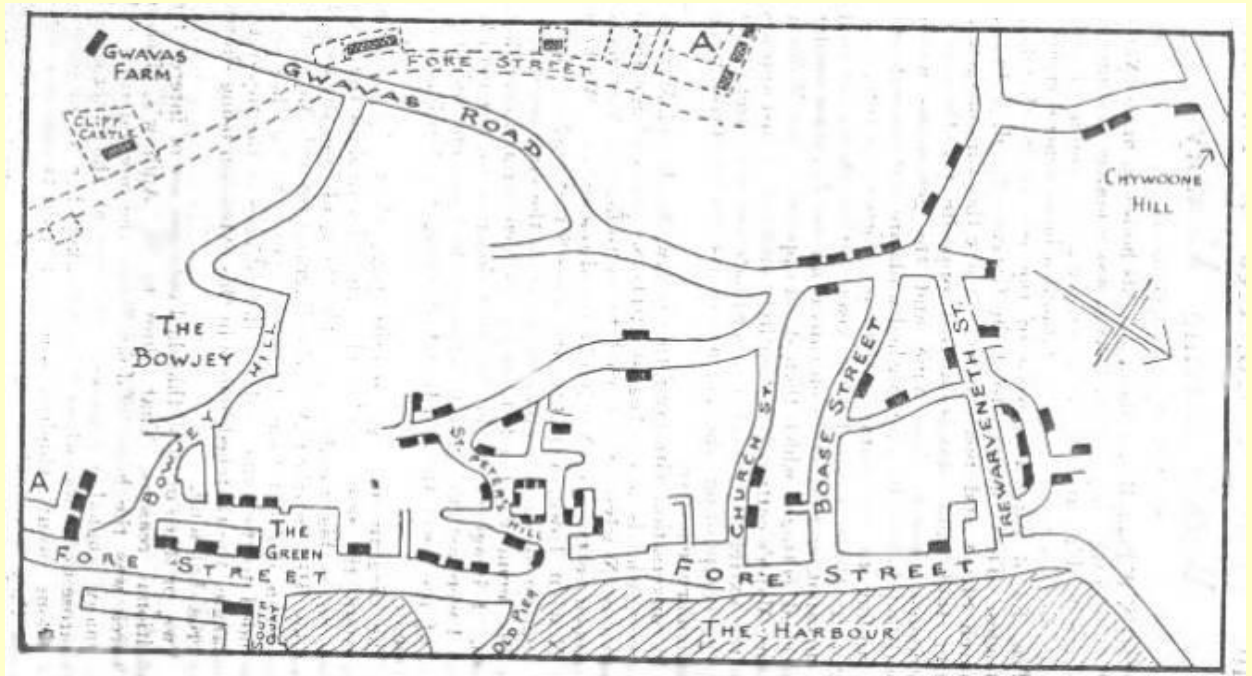 GWAVAS
FARM
CLIFF
CASTLE
GWAVAS ROAD
FORE STREET
A
CHYWOONE
HILL
THE
BOWJEY
BOWJEY HILL
A
ST. PETER'S HILL
CHURCH ST.
BOASE STREET
TREWARVENETH ST.
THE
GREEN
FORE STREET
FORE STREET
SOUTH
QUAY
OLD PIER
THE HARBOUR